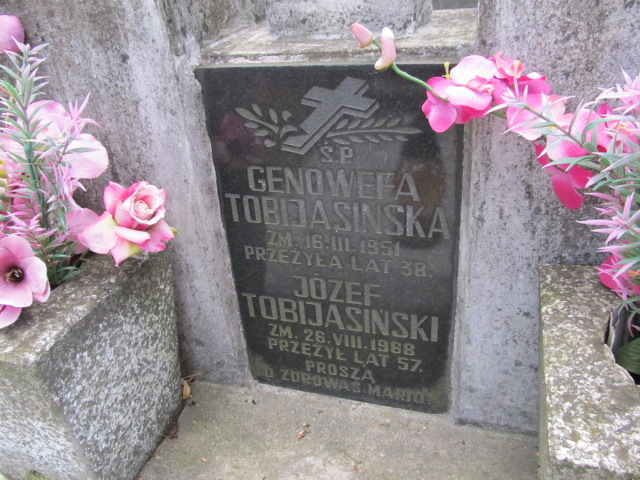 Ś.P.
GENOWEFA
TOBIJASIŃSKA
ZM. 16.III.1951
PRZEŻYŁA LAT 38.
JÓZEF
TOBIJASIŃSKI
ZM. 26.VIII.1968
PRZEŻYŁ LAT 57.
PROSZĄ
O ZDROWAŚ MARIO